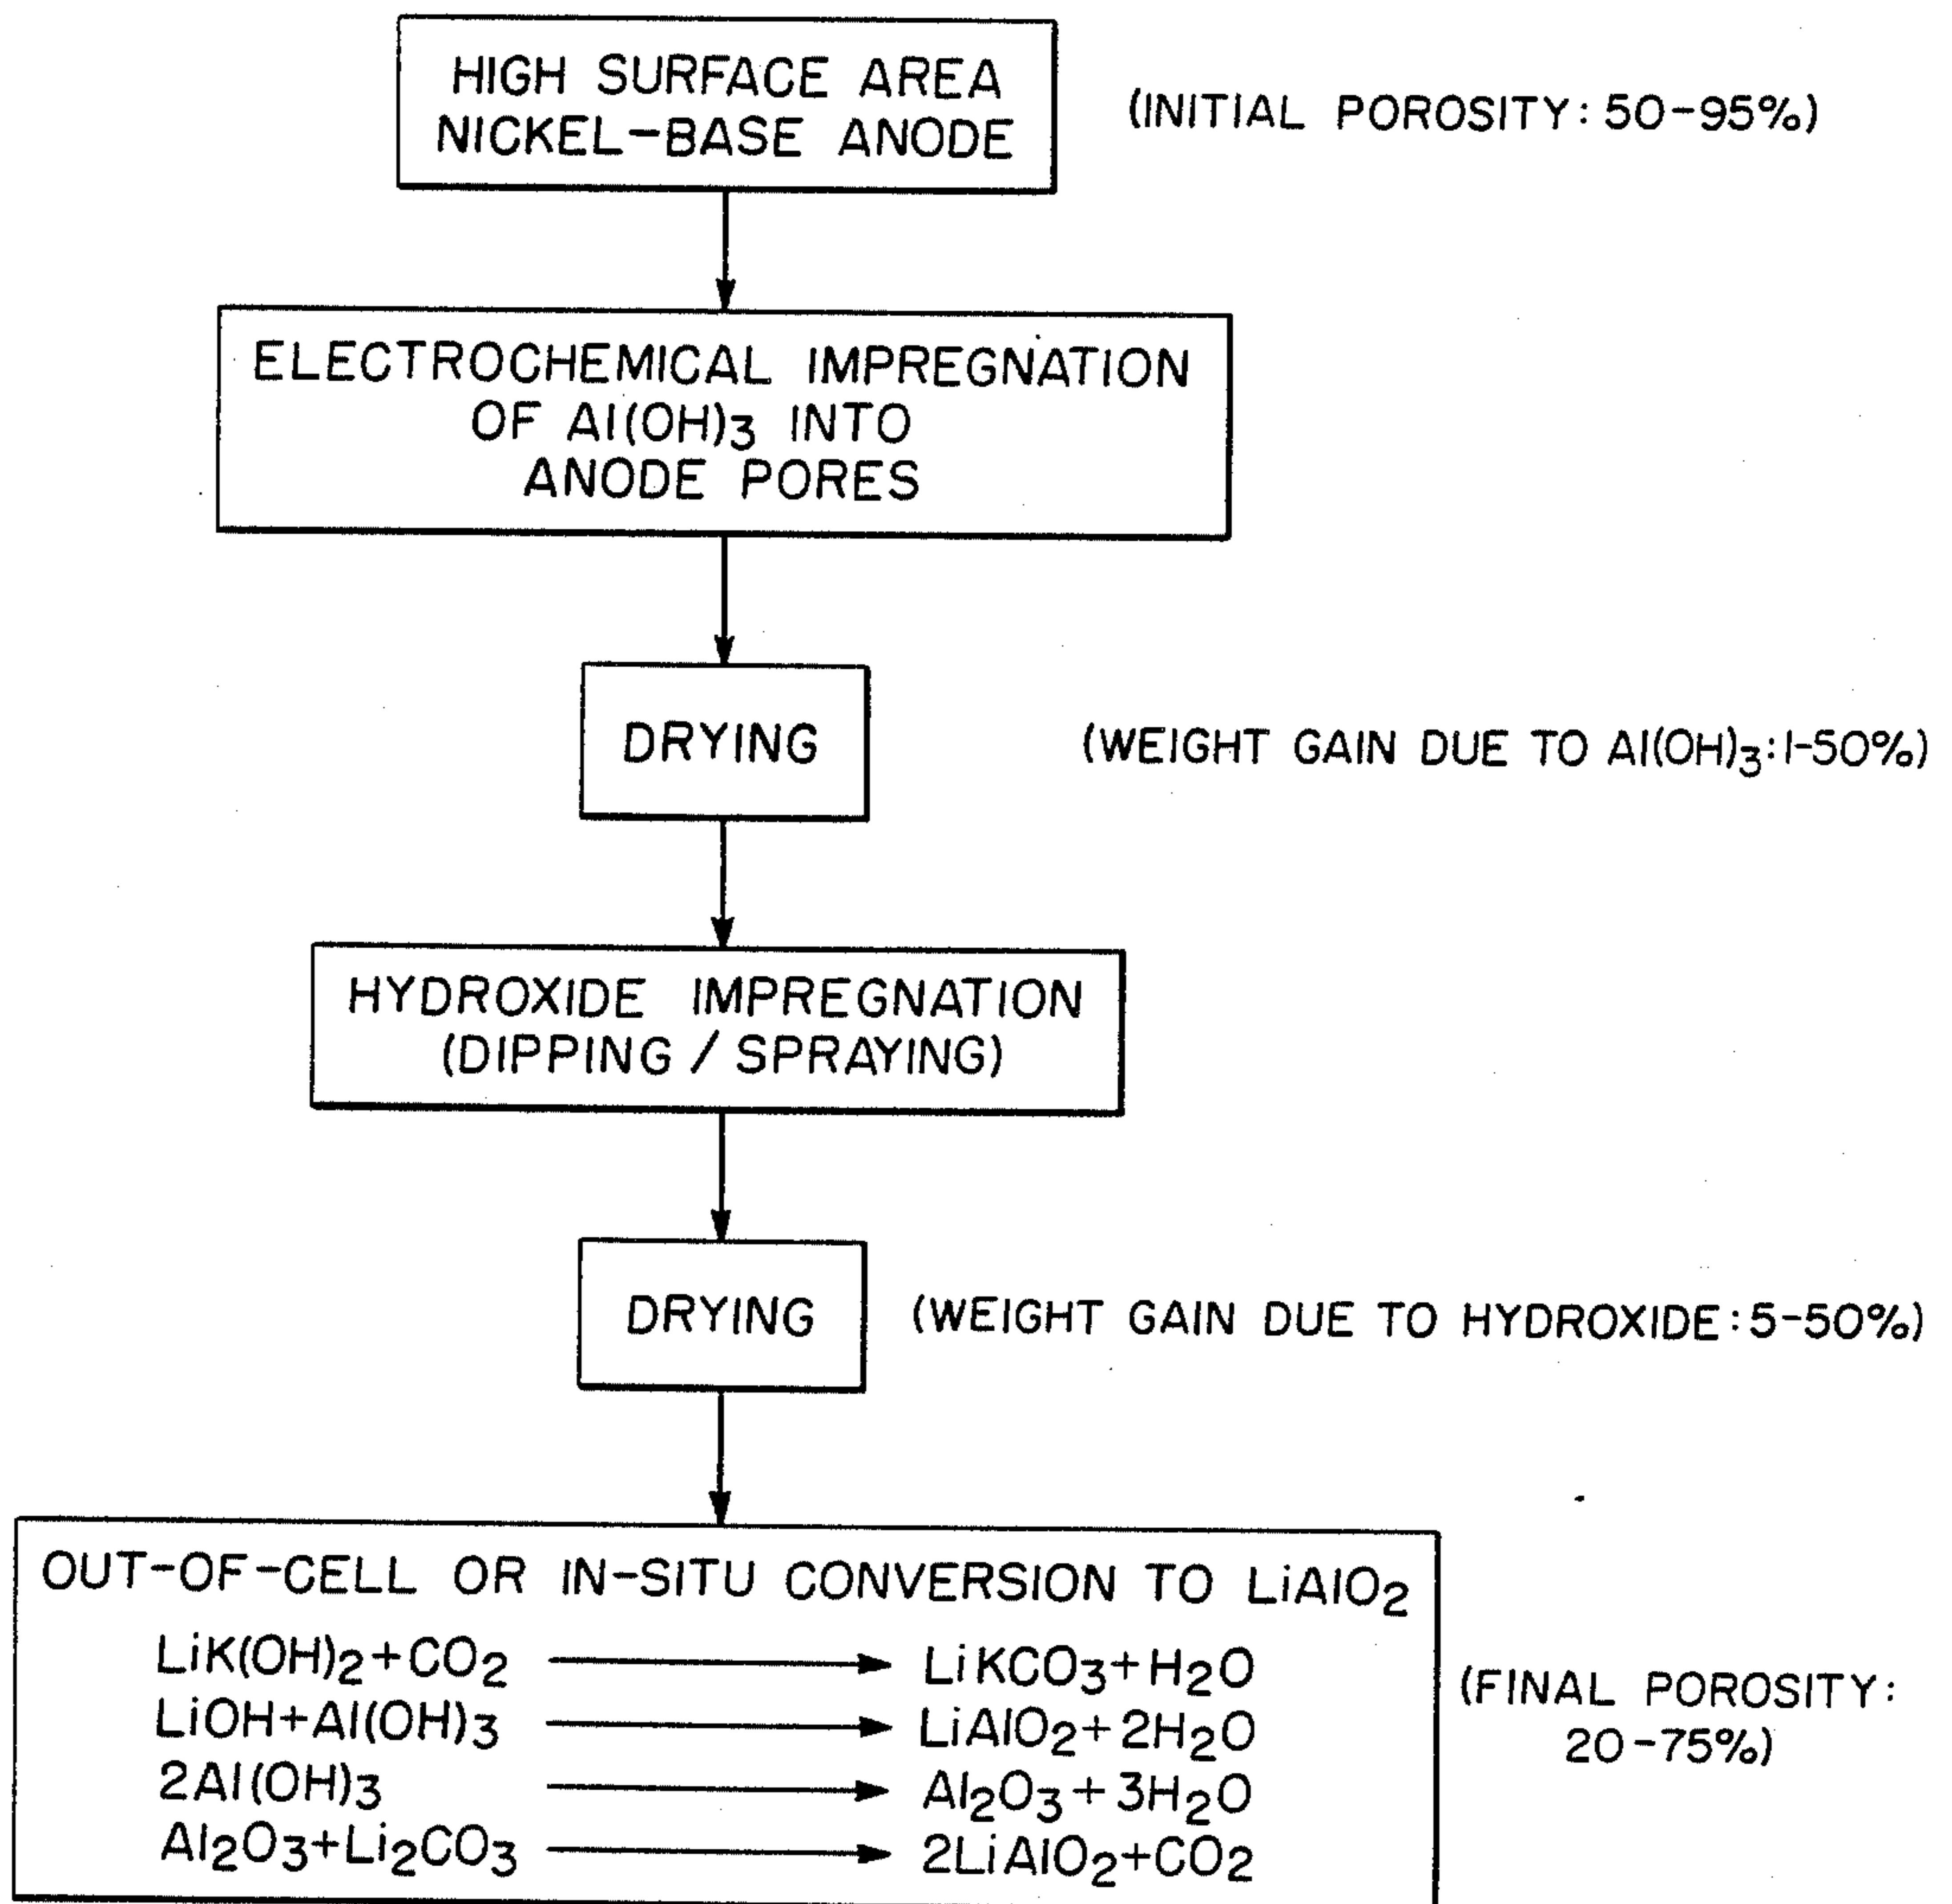 HIGH SURFACE AREA
NICKEL-BASE ANODE
(INITIAL POROSITY: 50-95%)
ELECTROCHEMICAL IMPREGNATION
OF Al(OH)3 INTO
ANODE PORES
DRYING
(WEIGHT GAIN DUE TO Al(OH)3:1-50%)
HYDROXIDE IMPREGNATION
(DIPPING / SPRAYING)
DRYING
(WEIGHT GAIN DUE TO HYDROXIDE:5-50%)
OUT-OF-CELL OR IN-SITU CONVERSION TO LiAlO2
LiK(OH)2+CO2 → LiKCO3+H2O
LiOH+Al(OH)3 → LiAlO2+2H2O
2Al(OH)3 → Al2O3+3H2O
Al2O3+Li2CO3 → 2LiAlO2+CO2
(FINAL POROSITY:
20-75%)